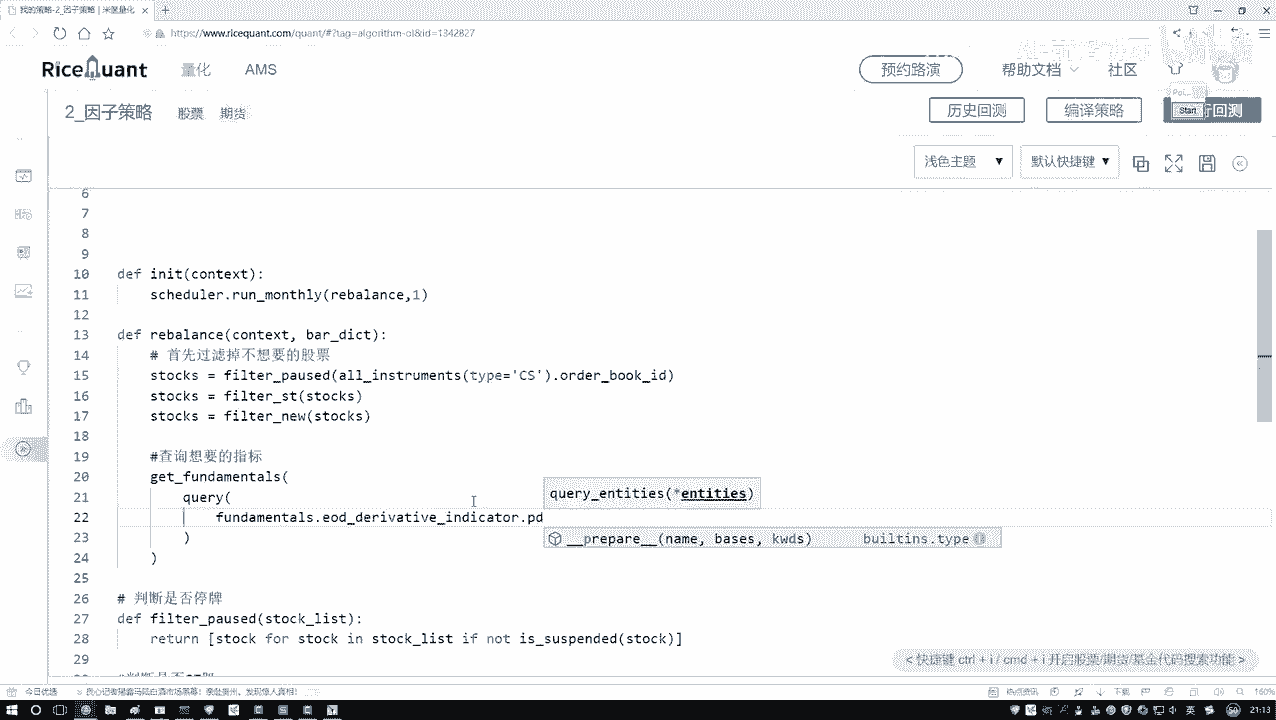 我的策略-2_因子策略 | 米筐量化
https://www.ricequant.com/quant/#?tag=algorithm-ol&id=1342827
RiceQuant 量化 AMS 预约路演 帮助文档 社区
2_因子策略 股票 期货 历史回测 编译策略 Start 回测
浅色主题 默认快捷键
6
7
8
9
10 def init(context):
11 scheduler.run_monthly(rebalance,1)
12
13 def rebalance(context, bar_dict):
14 # 首先过滤掉不想要的股票
15 stocks = filter_paused(all_instruments(type='CS').order_book_id)
16 stocks = filter_st(stocks)
17 stocks = filter_new(stocks)
18
19 #查询想要的指标
20 get_fundamentals(
21 query( query_entities(*entities)
22 fundamentals.eod_derivative_indicator.pd
23 ) __prepare__(name, bases, kwds) builtins.type
24 )
25
26 # 判断是否停牌
27 def filter_paused(stock_list):
28 return [stock for stock in stock_list if not is_suspended(stock)]
29
<快捷键 ctrl + i / cmd + i 开启股票/期货/基金代码搜索功能 >
今日优选 热点资讯 下载 160%
英 21:13